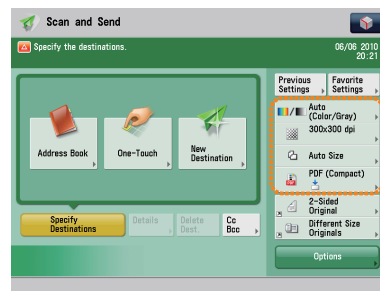 Scan and Send
Specify the destinations.
06/06 2010
20:21
Previous
Settings
Favorite
Settings
Auto
(Color/Gray)
300x300 dpi
Auto Size
PDF (Compact)
2-Sided
Original
Different Size
Originals
Options
Address Book
One-Touch
New
Destination
Specify
Destinations
Details
Delete
Dest.
Cc
Bcc